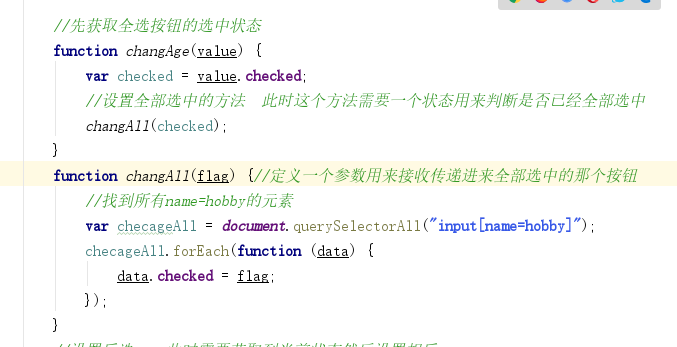 //先获取全选按钮的选中状态
function changAge(value) {
var checked = value.checked;
//设置全部选中的方法 此时这个方法需要一个状态用来判断是否已经全部选中
changAll(checked);
}
function changAll(flag) {//定义一个参数用来接收传递进来全部选中的那个按钮
//找到所有name=hobby的元素
var checageAll = document.querySelectorAll("input[name=hobby]");
checageAll.forEach(function (data) {
data.checked = flag;
});
}